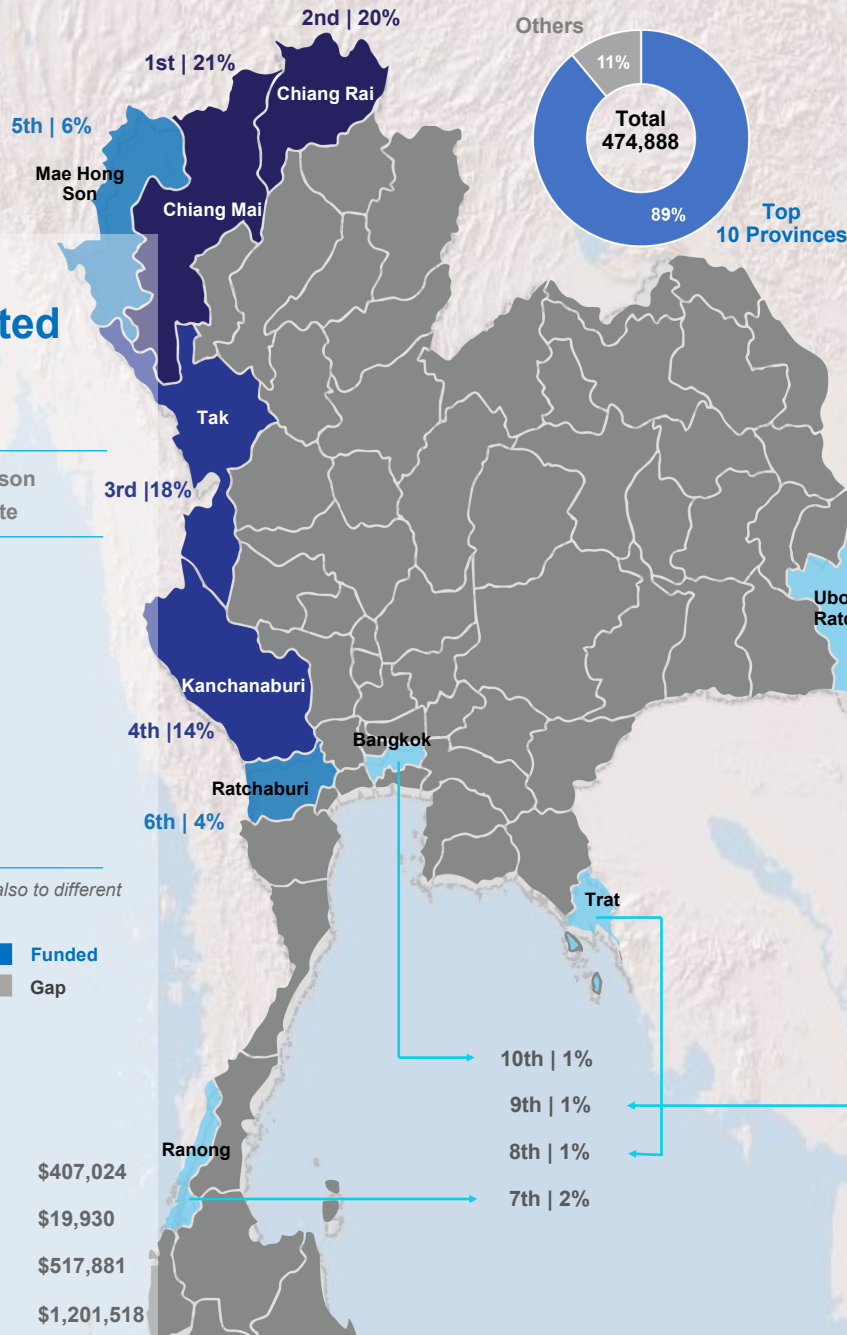 2nd | 20%
Others
1st | 21%
11%
Chiang Rai
Total
474,888
5th | 6%
Mae Hong
Son
Chiang Mai
89%
Top
10 Provinces
ted
Tak
son
3rd |18%
te
Ubo
Kanchanaburi
4th |14%
Bangkok
Ratchaburi
6th | 4%
also to different
Trat
Funded
Gap
10th | 1%
9th | 1%
8th | 1%
Ranong
$407,024
7th | 2%
$19,930
$517,881
$1,201,518